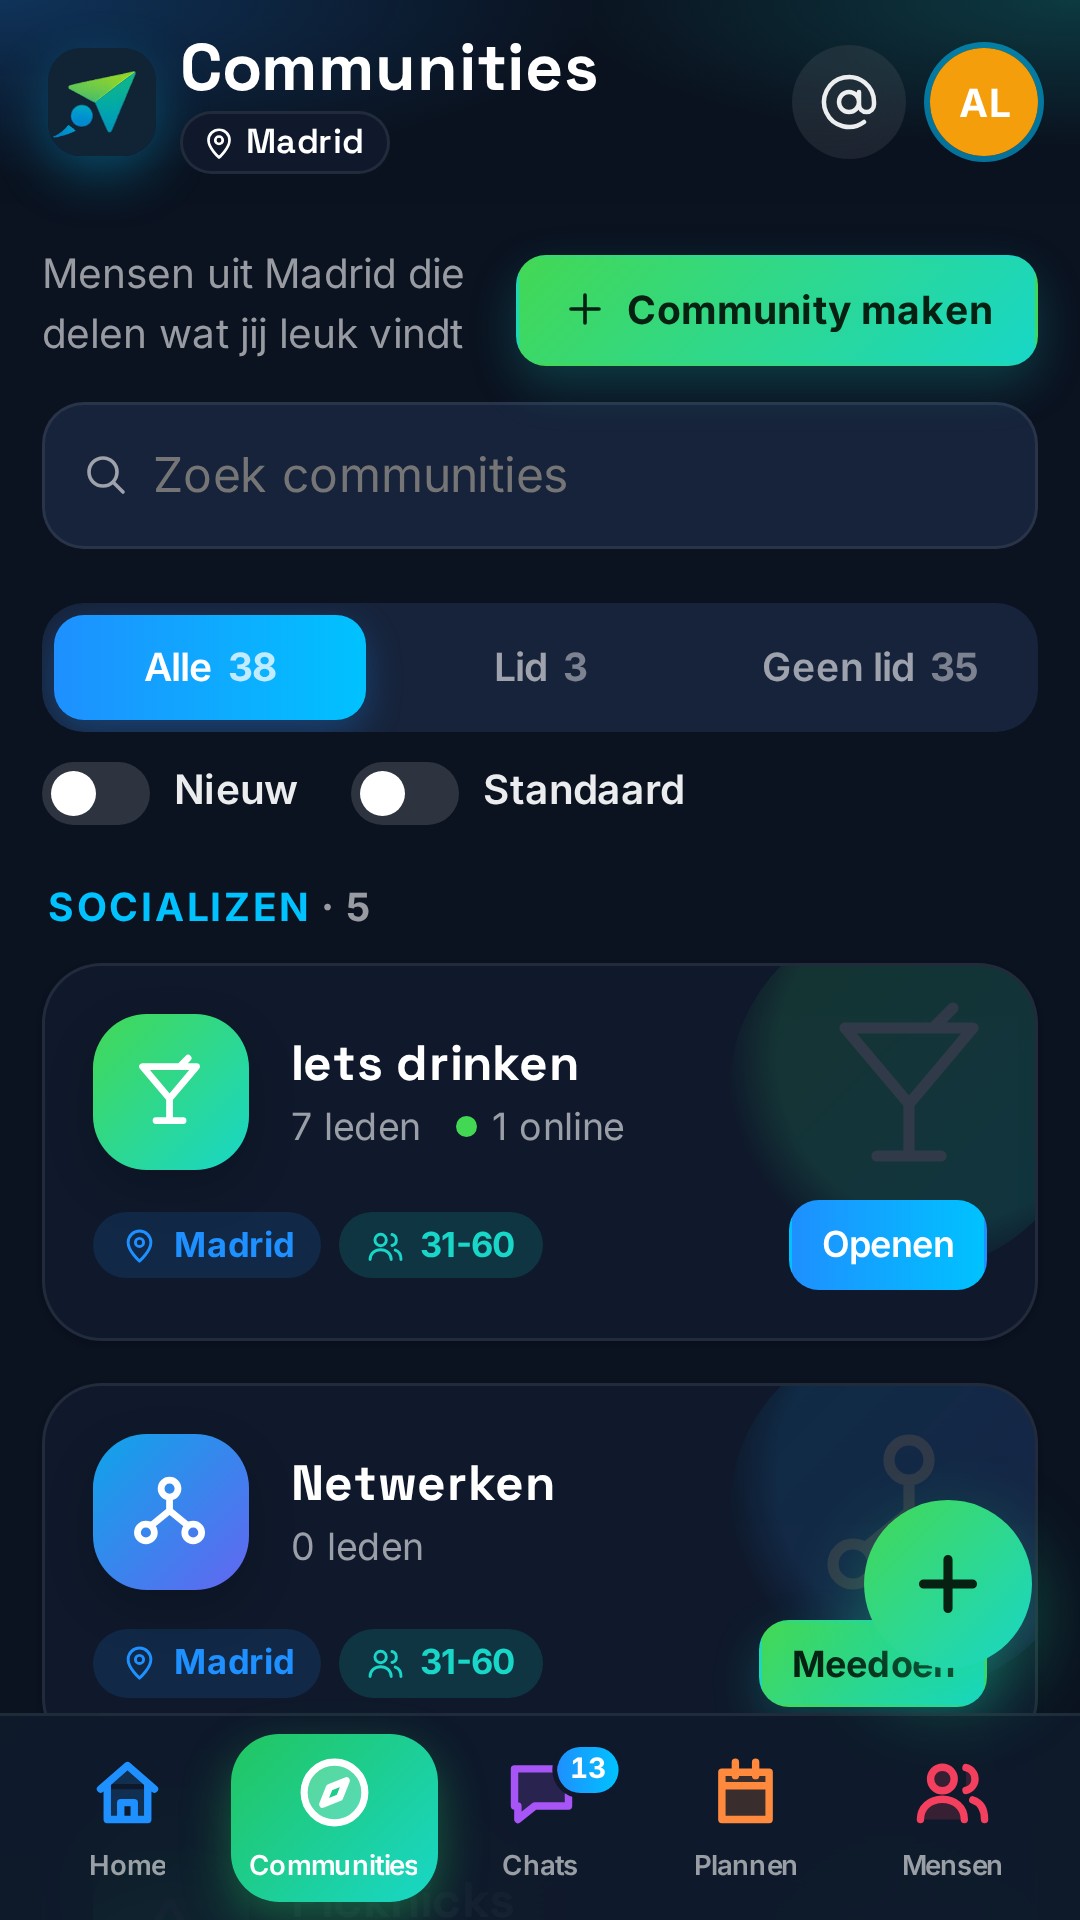 Communities
Madrid
AL
Mensen uit Madrid die
delen wat jij leuk vindt
+ Community maken
Zoek communities
Alle 38
Lid 3
Geen lid 35
Nieuw
Standaard
SOCIALIZEN · 5
Iets drinken
7 leden
1 online
Madrid
31-60
Openen
Netwerken
0 leden
Madrid
31-60
Meedoen
13
Home
Communities
Chats
Plannen
Mensen